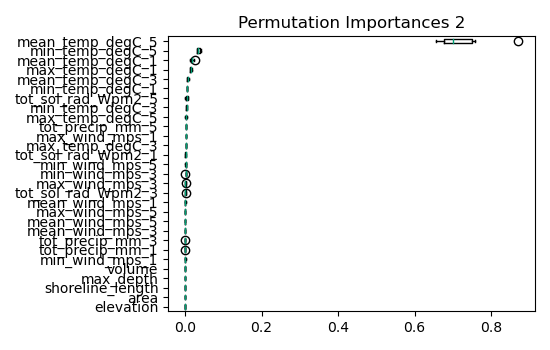 Permutation Importances 2
mean_temp_degC_5
min_temp_degC_5
mean_temp_degC_1
max_temp_degC_1
mean_temp_degC_3
min_temp_degC_1
tot_sol_rad_Wpm2_5
min_temp_degC_3
max_temp_degC_5
tot_precip_mm_5
max_wind_mps_1
max_temp_degC_3
tot_sol_rad_Wpm2_1
min_wind_mps_5
min_wind_mps_3
max_wind_mps_3
tot_sol_rad_Wpm2_3
mean_wind_mps_1
max_wind_mps_5
mean_wind_mps_5
mean_wind_mps_3
tot_precip_mm_3
tot_precip_mm_1
min_wind_mps_1
volume
max_depth
shoreline_length
area
elevation
0.0 0.2 0.4 0.6 0.8